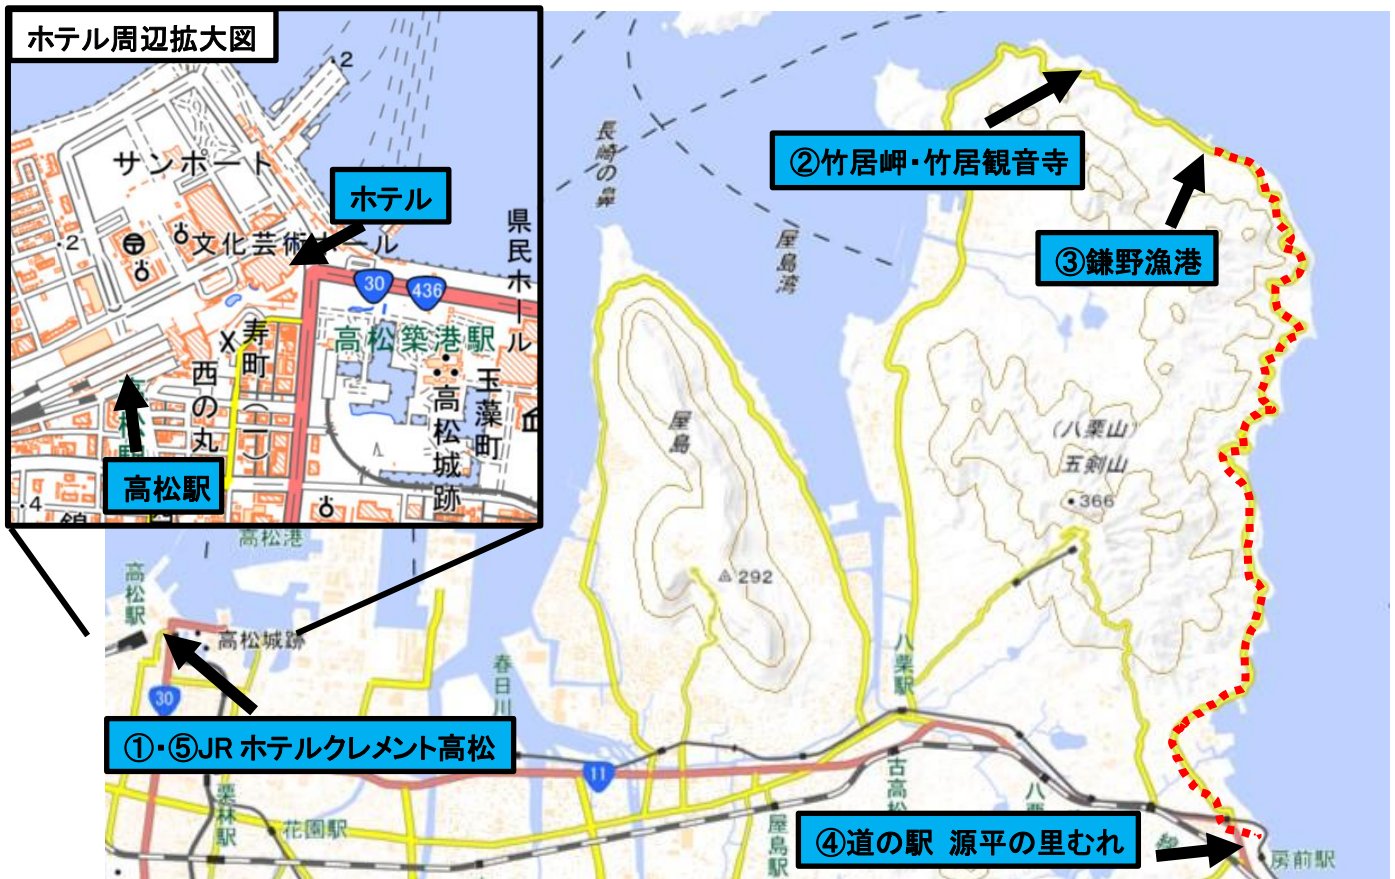 ホテル周辺拡大図
2
サンポート
ホテル
2
文化芸術ホール
県民ホール
30
436
高松築港駅
寿町(一)
西の丸
玉藻町
高松城跡
高松駅
4
長崎の鼻
②竹居岬・竹居観音寺
屋島湾
③鎌野漁港
屋島
(八栗山)
五剣山
366
292
高松港
高松駅
高松城跡
30
春日川
八栗駅
①・⑤JRホテルクレメント高松
11
栗林駅
花園駅
屋島駅
古高松
八栗
④道の駅 源平の里むれ
房前駅